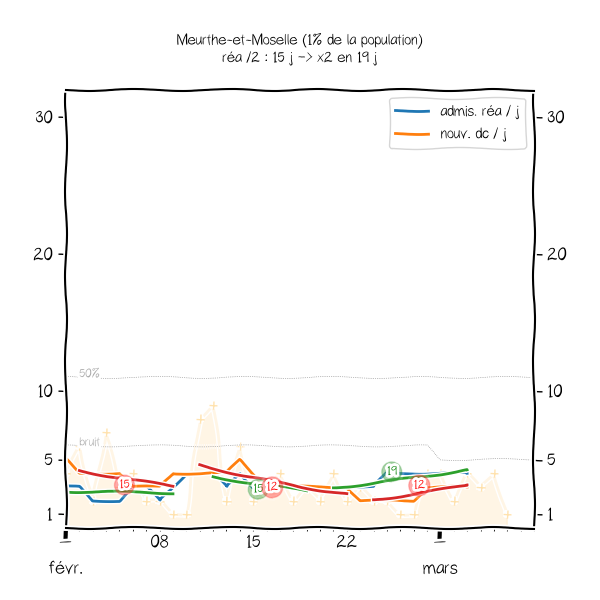 Meurthe-et-Moselle (1% de la population)
réa /2 : 15 j -> x2 en 19 j
admis. réa / j
nouv. dc / j
30
30
20
20
50%
10
10
bruit
5
5
19
15
12
15
12
1
1
08
15
22
févr.
mars